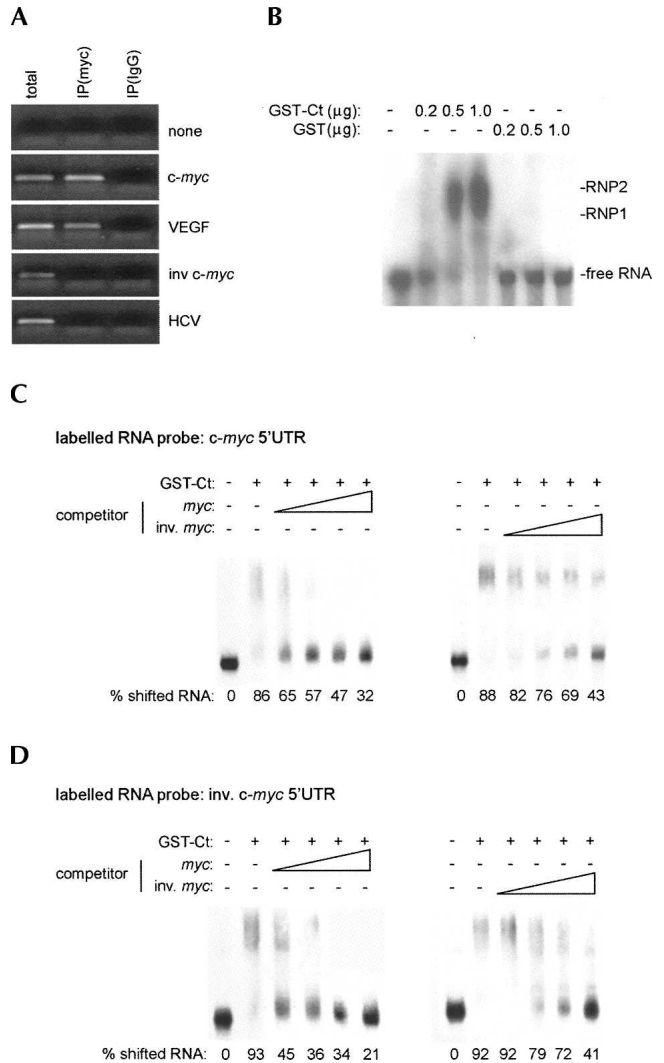 A
total IP(myc) IP(IgG)
none
c-myc
VEGF
inv c-myc
HCV
B
GST-Ct (µg): - 0.2 0.5 1.0 - - -
GST (µg): - - - - 0.2 0.5 1.0
-RNP2
-RNP1
-free RNA
C
labelled RNA probe: c-myc 5'UTR
GST-Ct: - + + + + +
competitor
myc: - -
inv. myc: - - - - - -
% shifted RNA: 0 86 65 57 47 32
- + + + + +
- - - - - -
- -
0 88 82 76 69 43
D
labelled RNA probe: inv. c-myc 5'UTR
GST-Ct: - + + + + +
competitor
myc: - -
inv. myc: - - - - - -
% shifted RNA: 0 93 45 36 34 21
- + + + + +
- - - - - -
- -
0 92 92 79 72 41